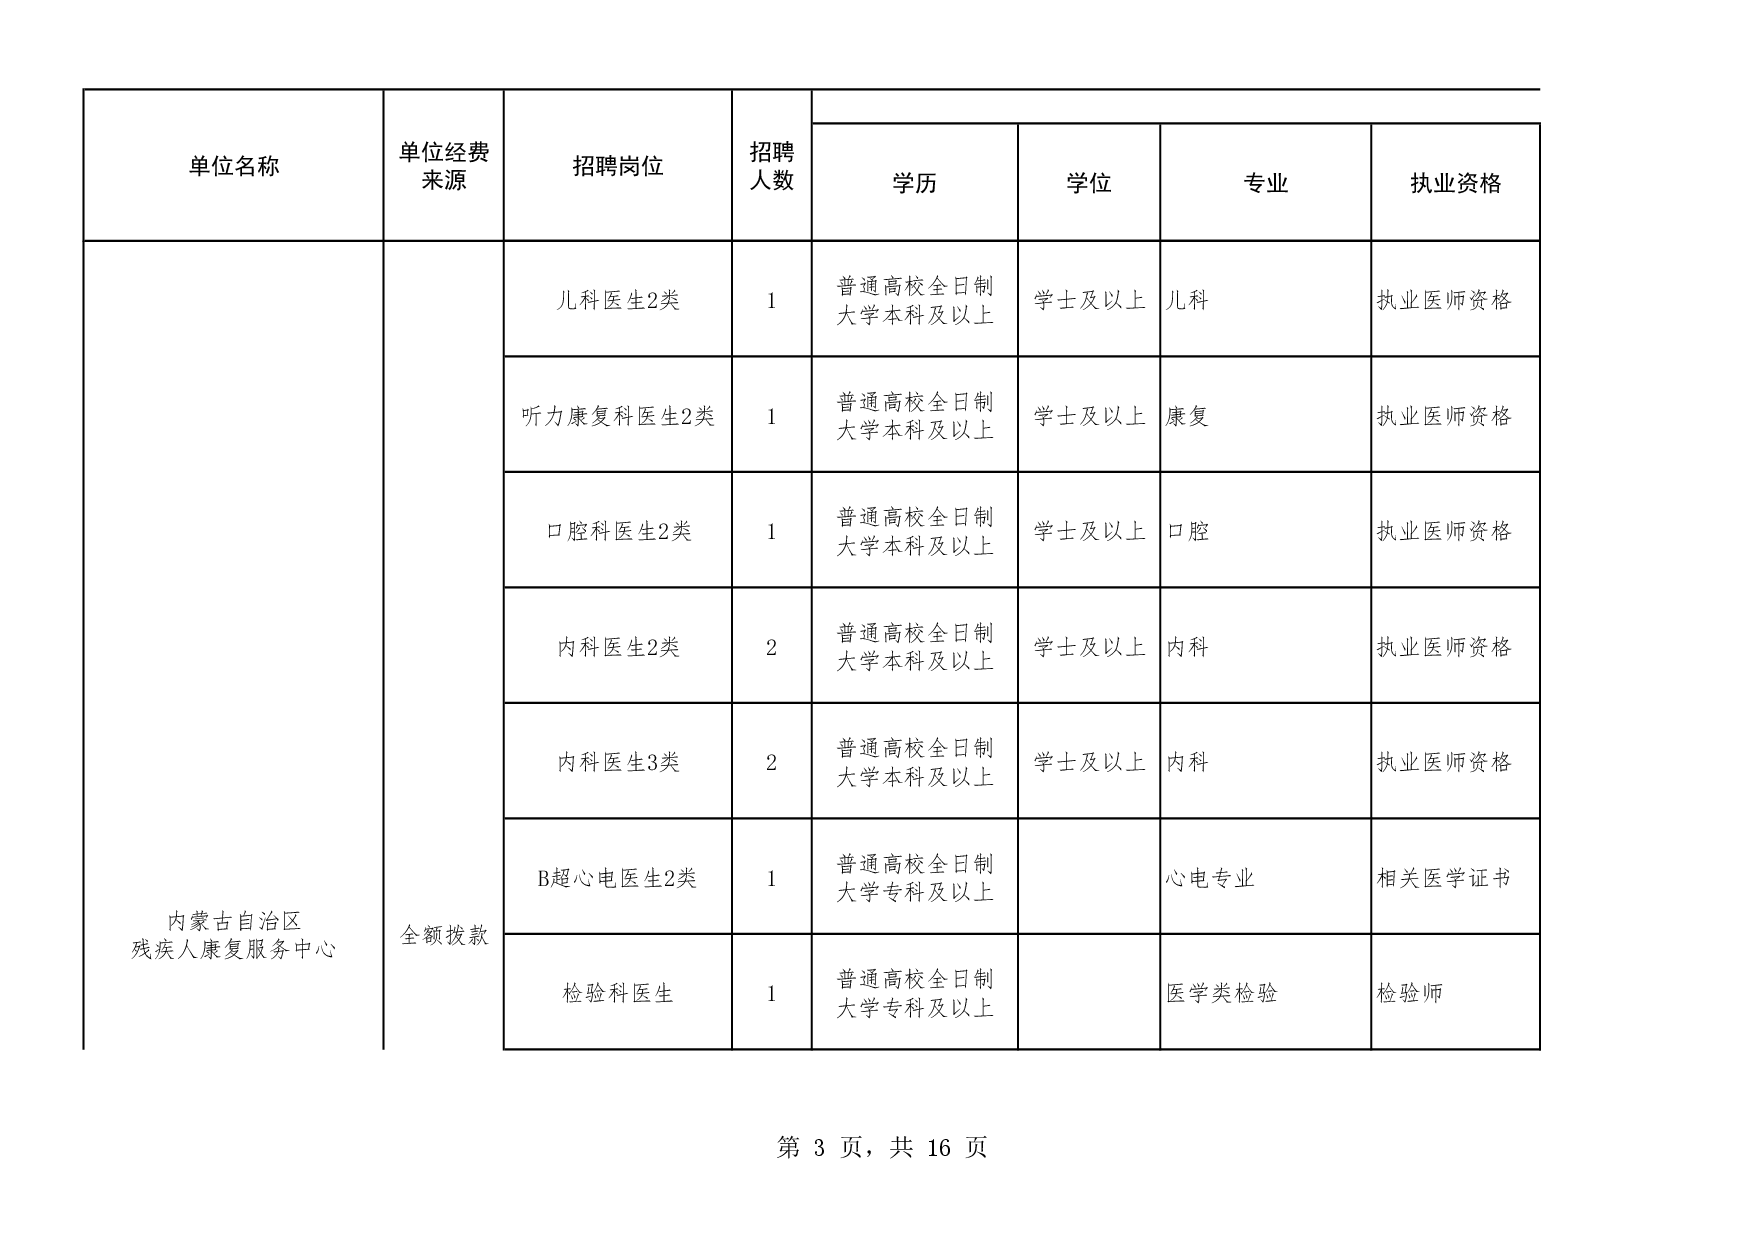 单位名称
单位经费
来源
招聘岗位
招聘
人数
学历
学位
专业
执业资格
儿科医生2类
1
普通高校全日制
大学本科及以上
学士及以上
儿科
执业医师资格
听力康复科医生2类
1
普通高校全日制
大学本科及以上
学士及以上
康复
执业医师资格
口腔科医生2类
1
普通高校全日制
大学本科及以上
学士及以上
口腔
执业医师资格
内科医生2类
2
普通高校全日制
大学本科及以上
学士及以上
内科
执业医师资格
内科医生3类
2
普通高校全日制
大学本科及以上
学士及以上
内科
执业医师资格
B超心电医生2类
1
普通高校全日制
大学专科及以上
心电专业
相关医学证书
内蒙古自治区
残疾人康复服务中心
全额拨款
检验科医生
1
普通高校全日制
大学专科及以上
医学类检验
检验师
第 3 页，共 16 页